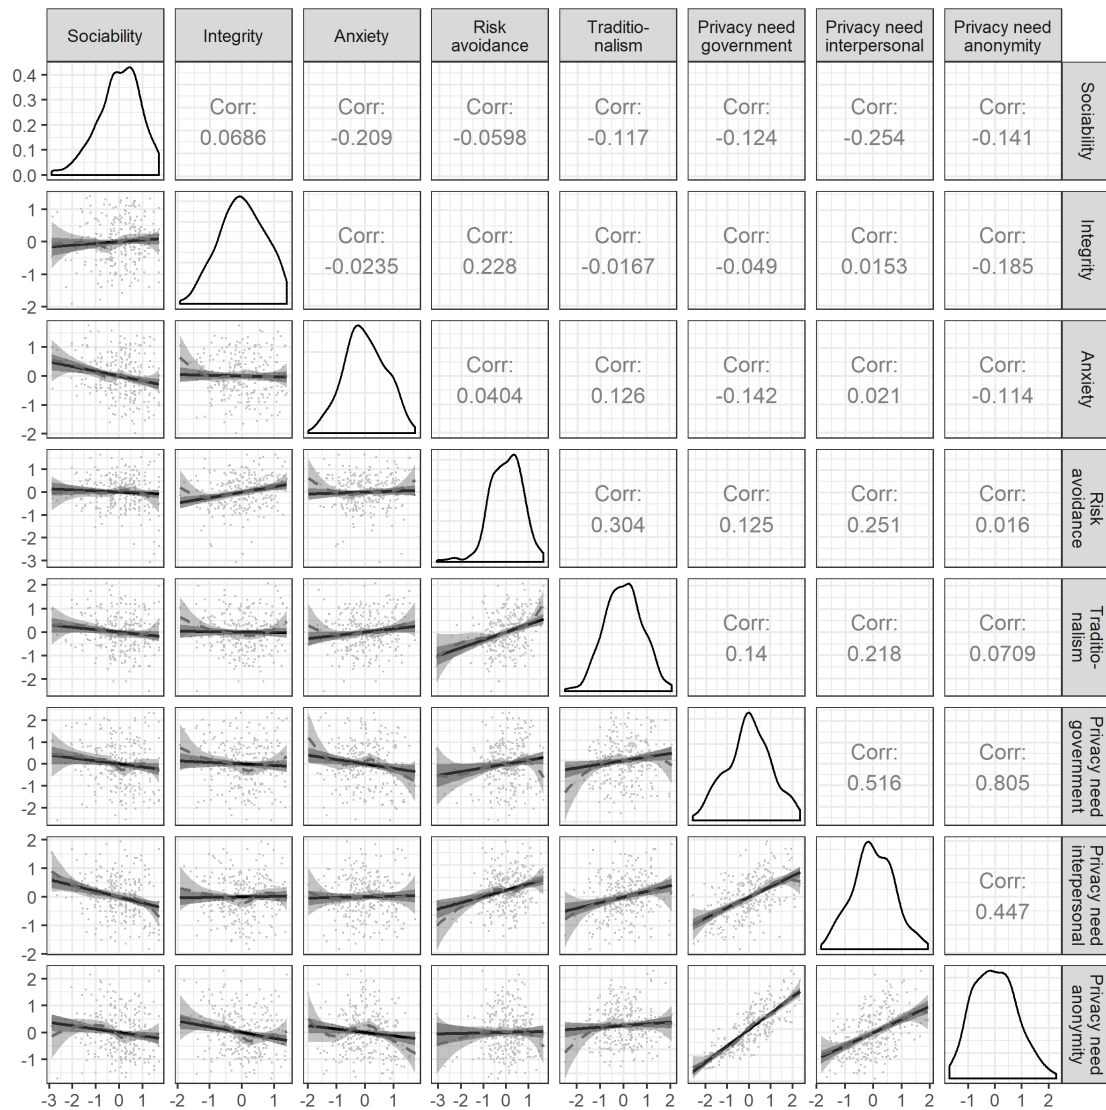 Sociability
Integrity
Anxiety
Risk
avoidance
Traditio-
nalism
Privacy need
government
Privacy need
interpersonal
Privacy need
anonymity
0.4
0.3
0.2
0.1
0.0
Corr:
0.0686
Corr:
-0.209
Corr:
-0.0598
Corr:
-0.117
Corr:
-0.124
Corr:
-0.254
Corr:
-0.141
Sociability
1
0
-1
-2
Corr:
-0.0235
Corr:
0.228
Corr:
-0.0167
Corr:
-0.049
Corr:
0.0153
Corr:
-0.185
Integrity
1
0
-1
-2
Corr:
0.0404
Corr:
0.126
Corr:
-0.142
Corr:
0.021
Corr:
-0.114
Anxiety
1
0
-1
-2
-3
Corr:
0.304
Corr:
0.125
Corr:
0.251
Corr:
0.016
Risk
avoidance
2
1
0
-1
-2
Corr:
0.14
Corr:
0.218
Corr:
0.0709
Traditio-
nalism
2
1
0
-1
-2
Corr:
0.516
Corr:
0.805
Privacy need
government
2
1
0
-1
-2
Corr:
0.447
Privacy need
interpersonal
2
1
0
-1
Privacy need
anonymity
-3 -2 -1 0 1
-2 -1 0 1
-2 -1 0 1
-3 -2 -1 0 1
-2 -1 0 1 2
-2 -1 0 1 2
-2 -1 0 1 2
-1 0 1 2